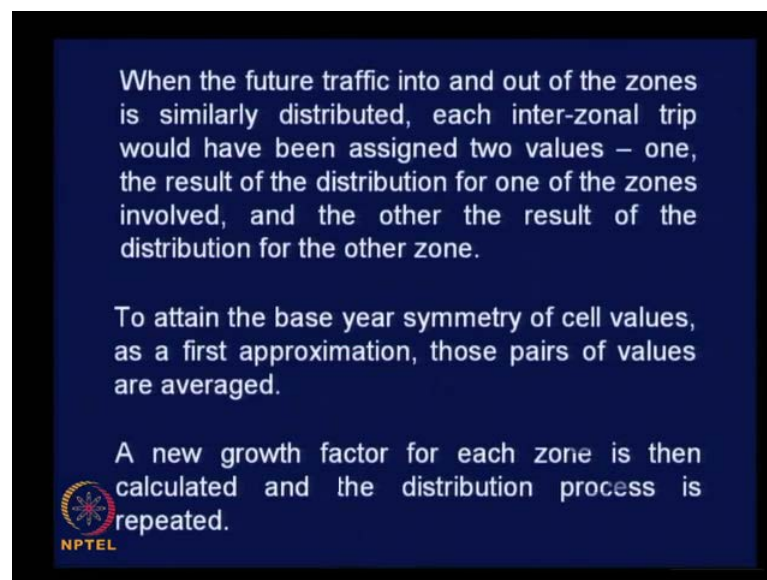 When the future traffic into and out of the zones
is similarly distributed, each inter-zonal trip
would have been assigned two values – one,
the result of the distribution for one of the zones
involved, and the other the result of the
distribution for the other zone.
To attain the base year symmetry of cell values,
as a first approximation, those pairs of values
are averaged.
A new growth factor for each zone is then
calculated and the distribution process is
repeated.
NPTEL